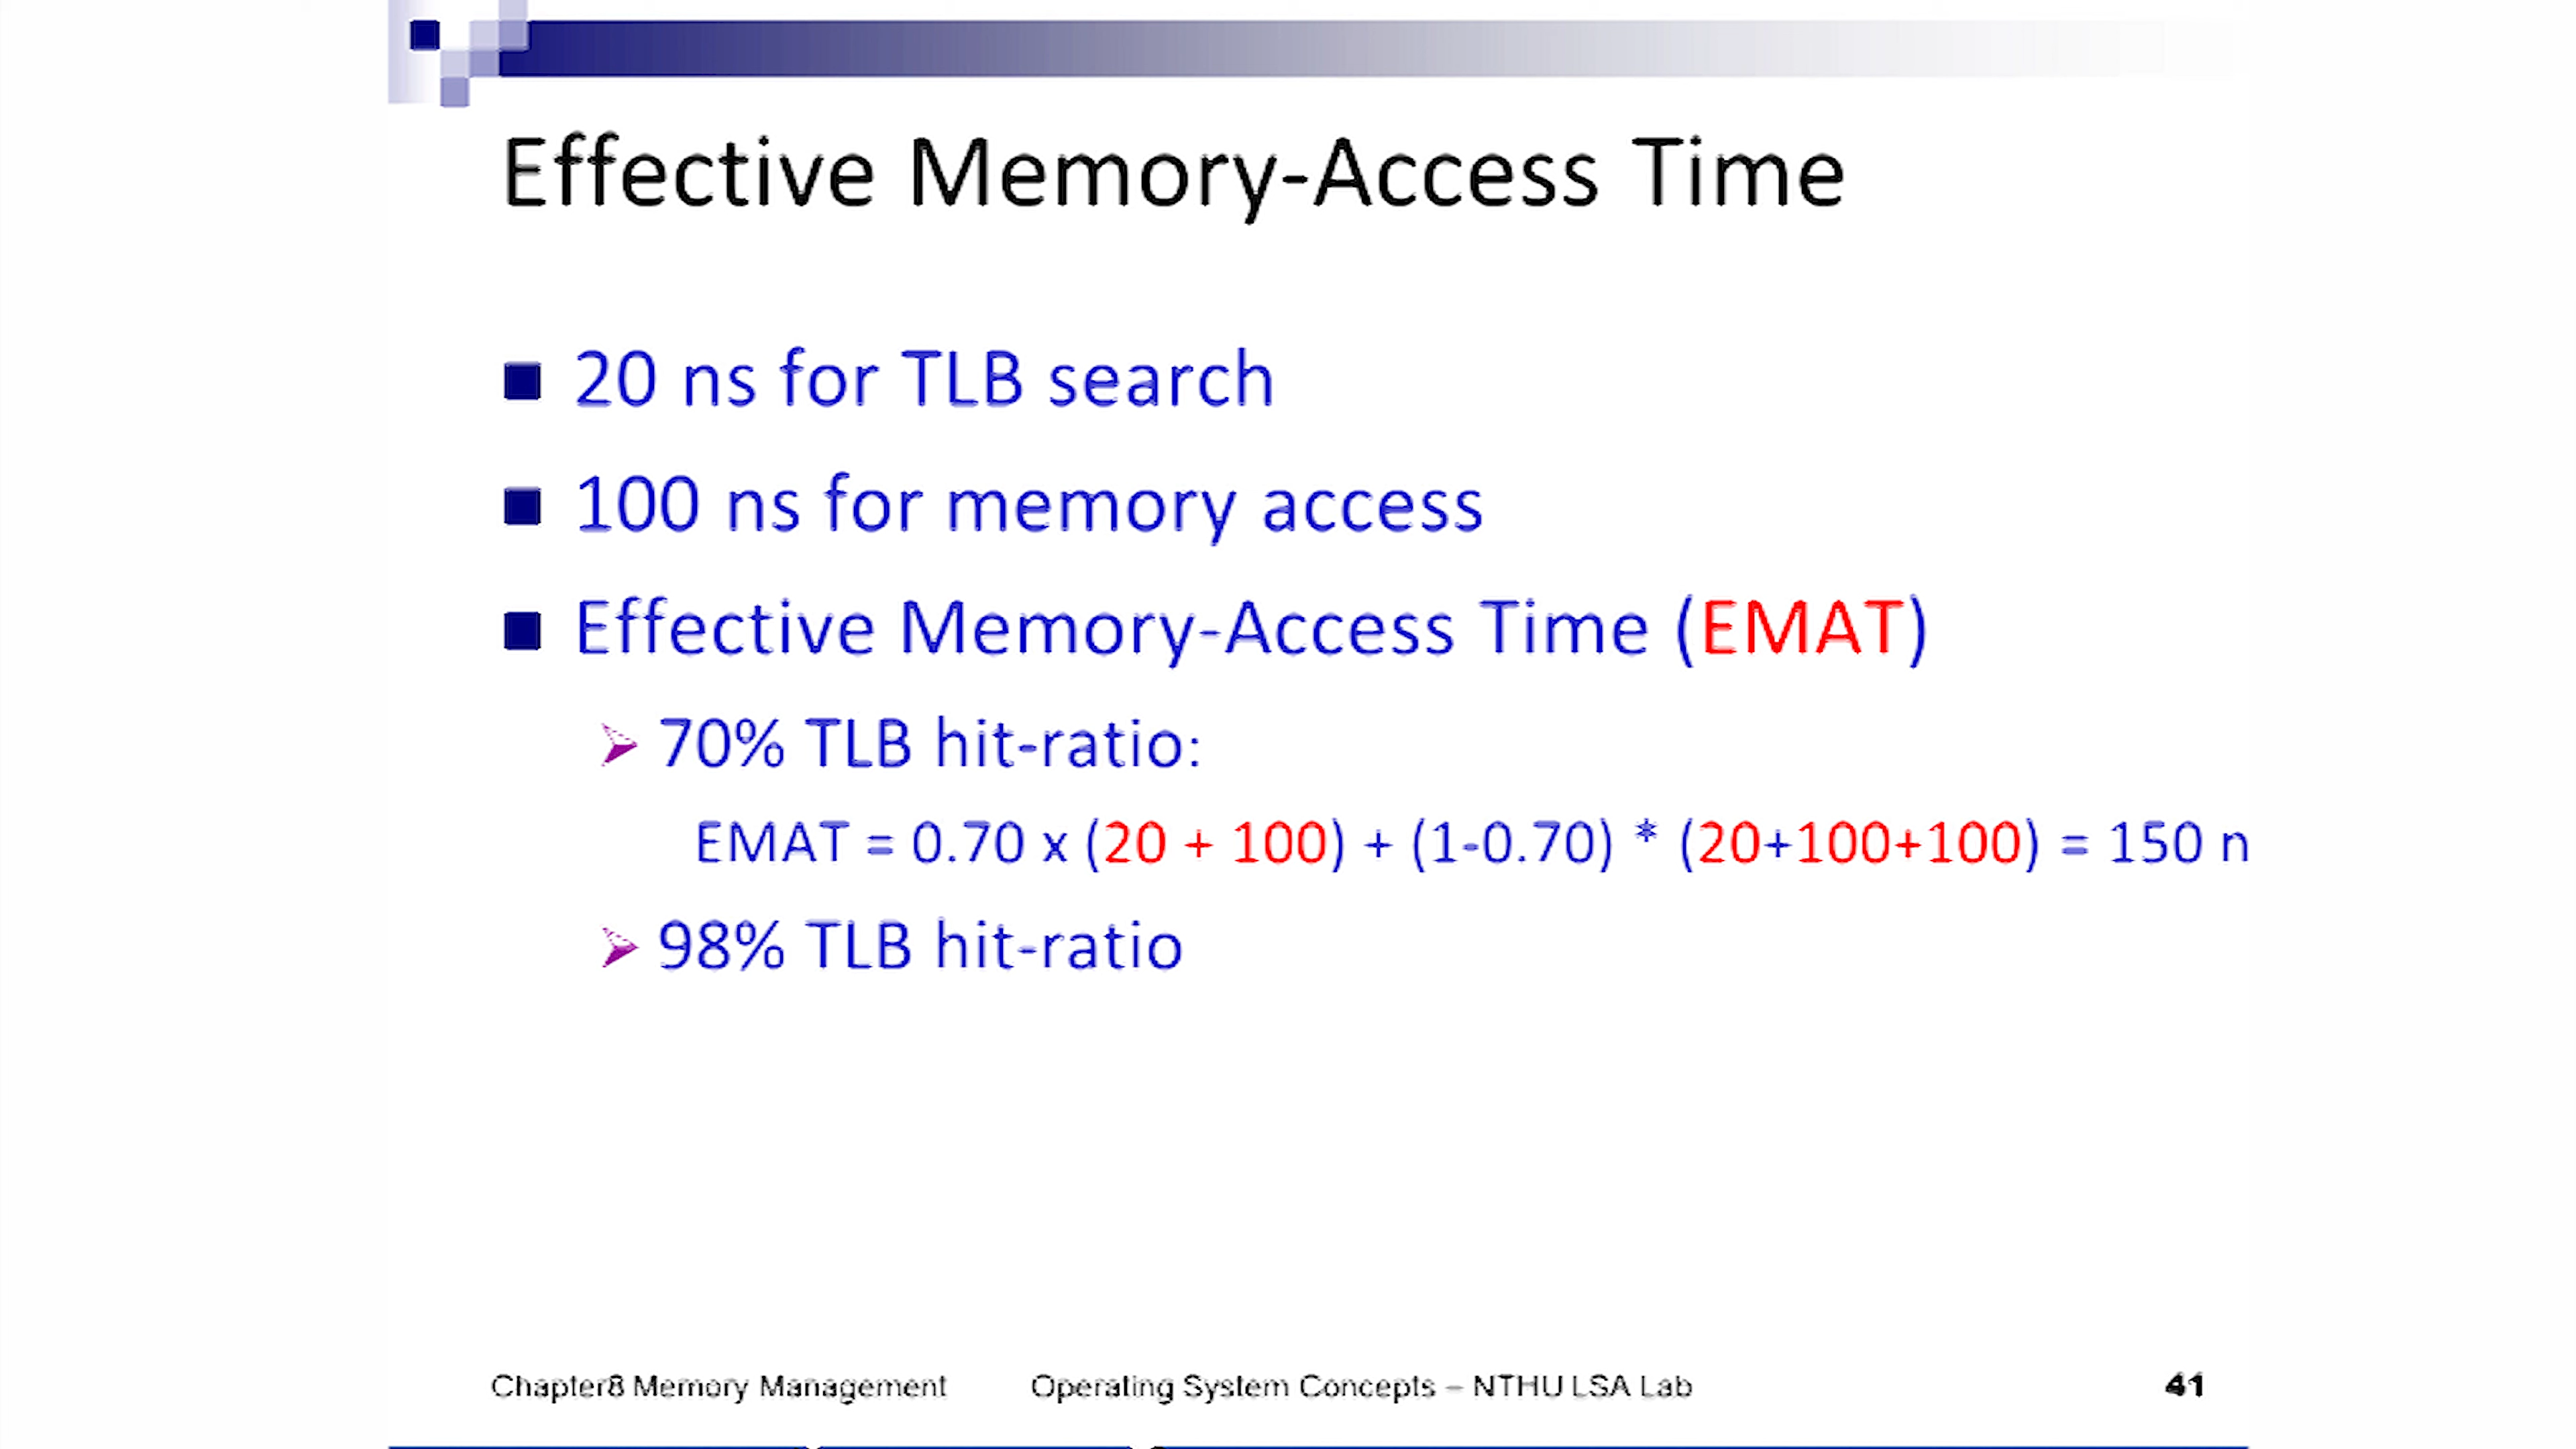 Effective Memory-Access Time
20 ns for TLB search
100 ns for memory access
Effective Memory-Access Time (EMAT)
70% TLB hit-ratio:
EMAT = 0.70 x (20 + 100) + (1-0.70) * (20+100+100) = 150 n
98% TLB hit-ratio
Chapter8 Memory Management Operating System Concepts – NTHU LSA Lab 41